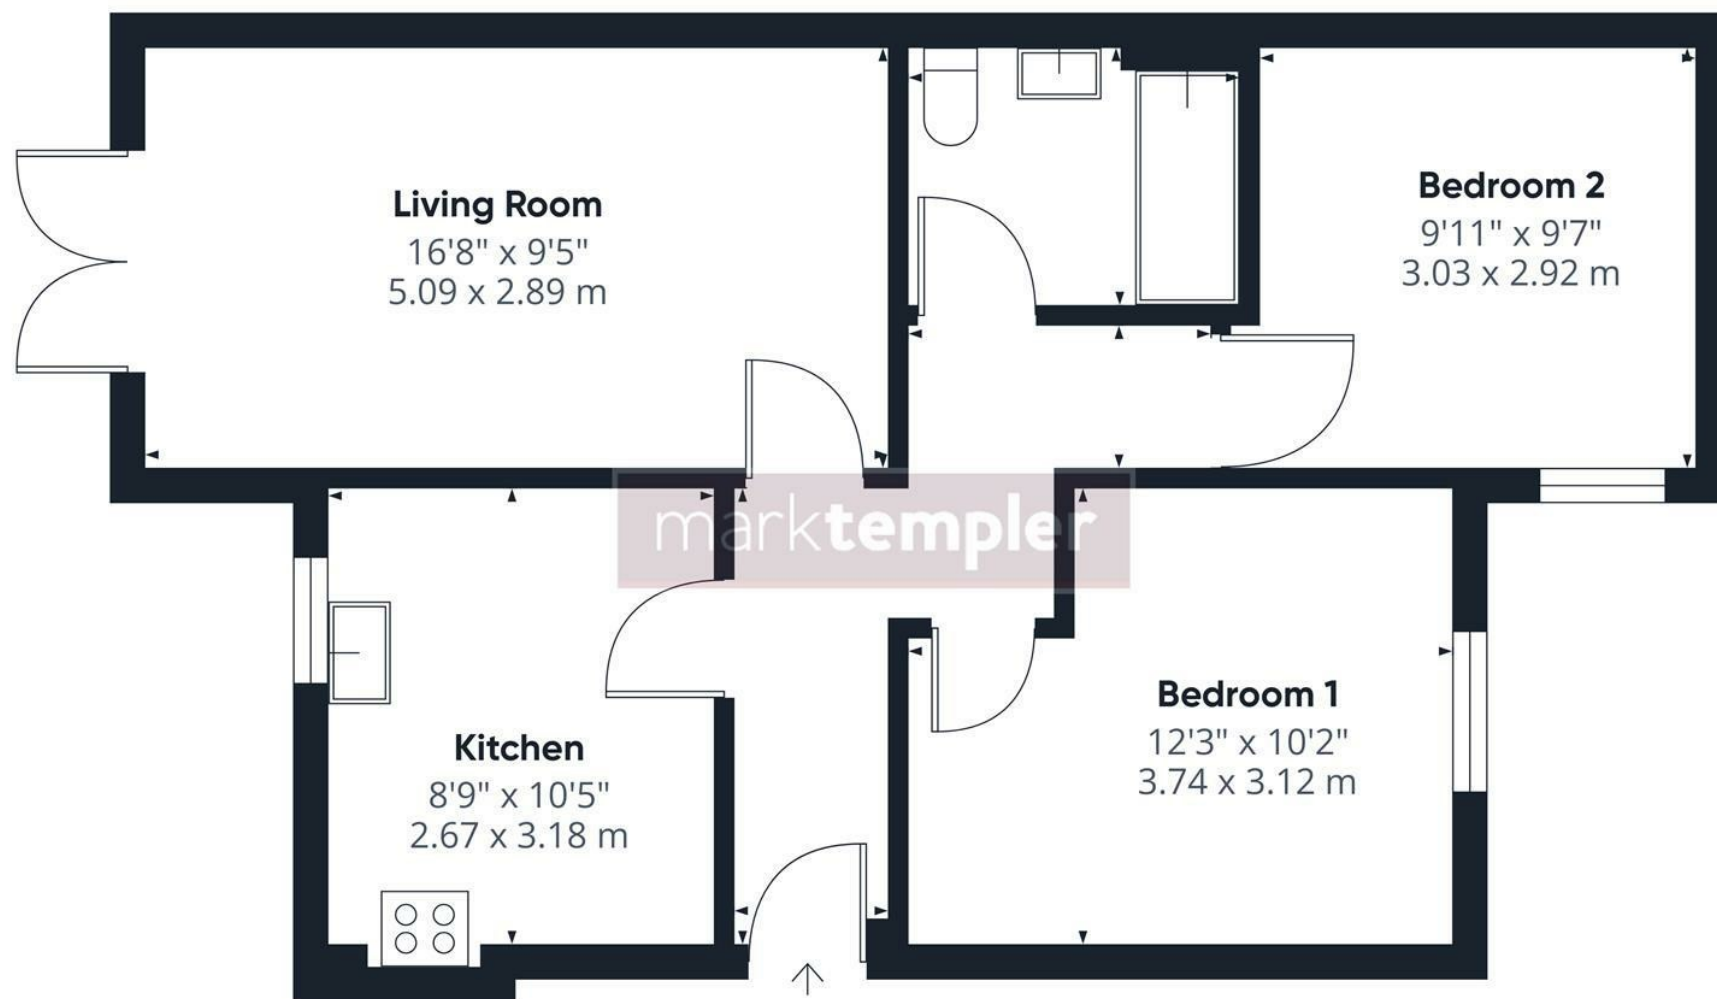 Living Room
16'8" x 9'5"
5.09 x 2.89 m
Bedroom 2
9'11" x 9'7"
3.03 x 2.92 m
marktempler
Kitchen
8'9" x 10'5"
2.67 x 3.18 m
Bedroom 1
12'3" x 10'2"
3.74 x 3.12 m